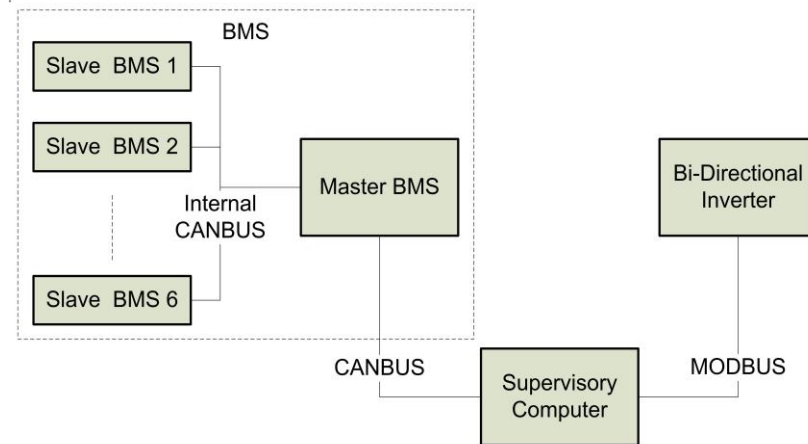 BMS
Slave BMS 1
Slave BMS 2
Internal
CANBUS
Slave BMS 6
Master BMS
Bi-Directional
Inverter
CANBUS
Supervisory
Computer
MODBUS